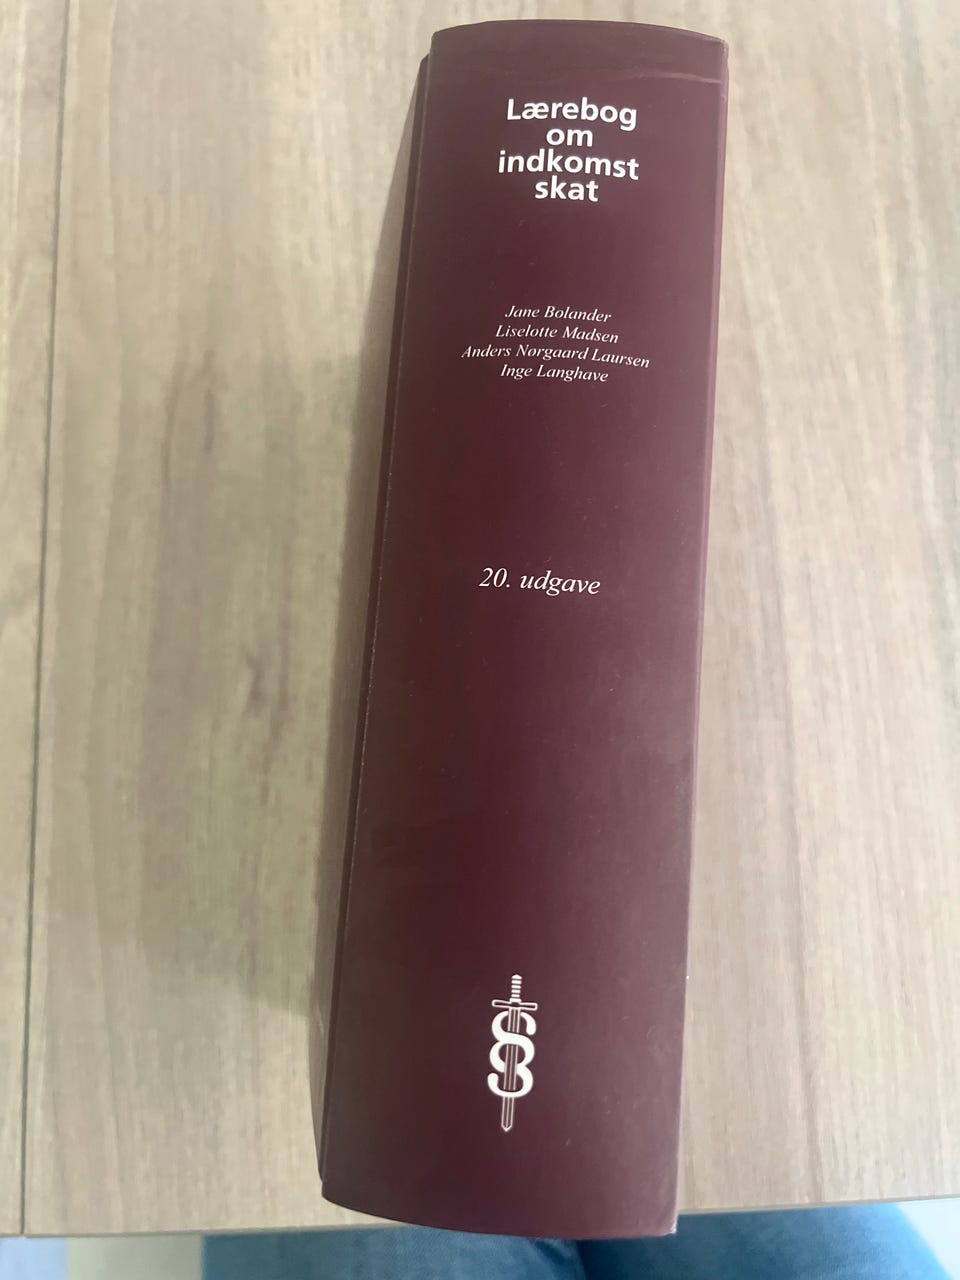 Lærebog
om
indkomst
skat
Jane Bolander
Liselotte Madsen
Anders Nørgaard Laursen
Inge Langhave
20. udgave